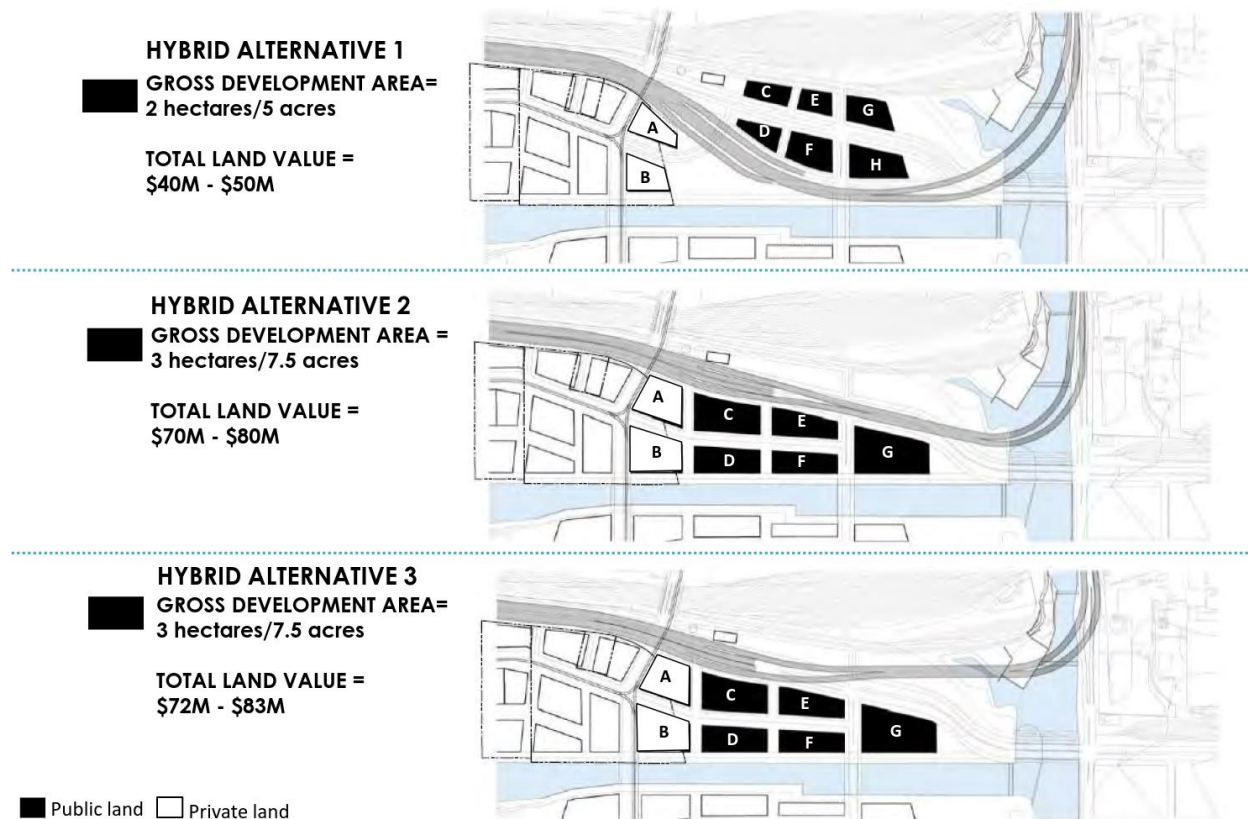 HYBRID ALTERNATIVE 1
GROSS DEVELOPMENT AREA=
2 hectares/5 acres
TOTAL LAND VALUE =
$40M - $50M
A
B
C
E
G
D
F
H
HYBRID ALTERNATIVE 2
GROSS DEVELOPMENT AREA =
3 hectares/7.5 acres
TOTAL LAND VALUE =
$70M - $80M
A
C
E
B
D
F
G
HYBRID ALTERNATIVE 3
GROSS DEVELOPMENT AREA=
3 hectares/7.5 acres
TOTAL LAND VALUE =
$72M - $83M
A
C
E
B
D
F
G
Public land
Private land